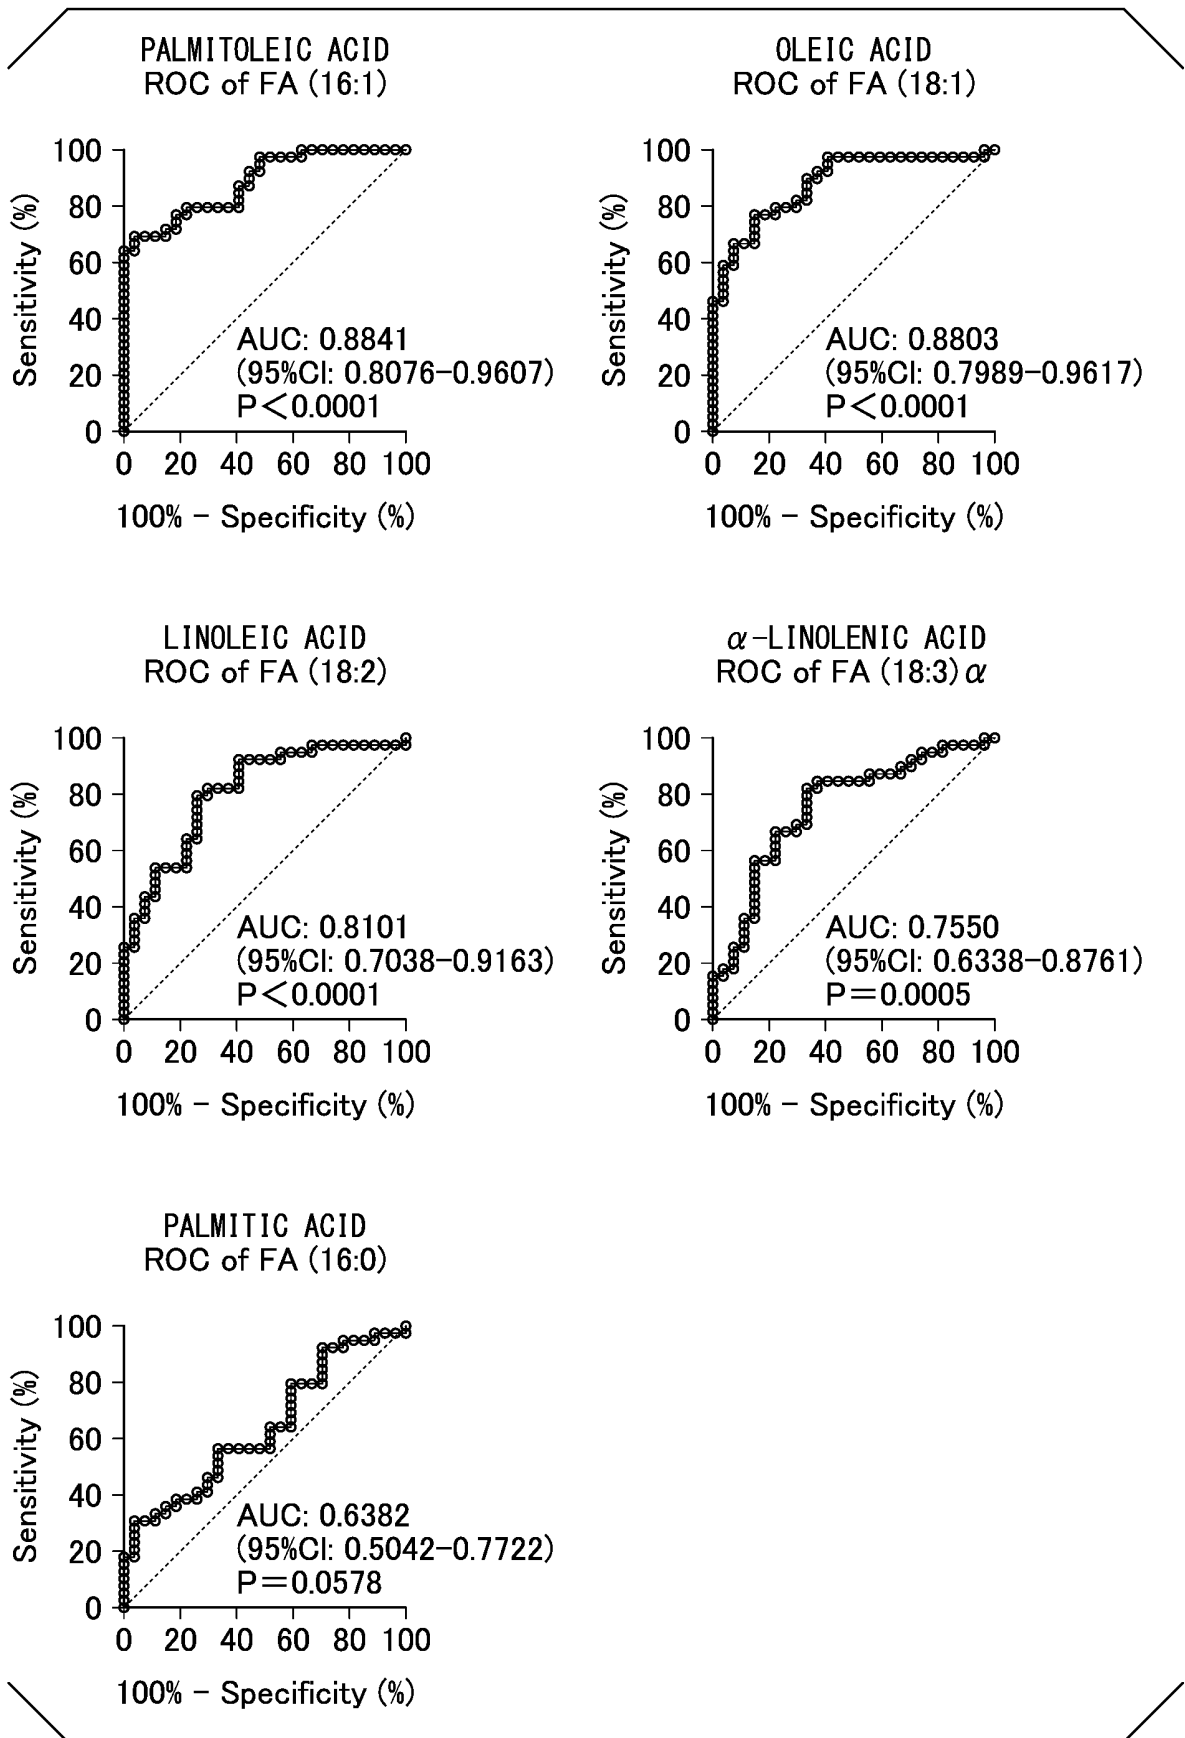 PALMITOLEIC ACID
ROC of FA (16:1)
100
80
60
40
20
0
Sensitivity (%)
AUC: 0.8841
(95%CI: 0.8076-0.9607)
P<0.0001
0 20 40 60 80 100
100% - Specificity (%)
OLEIC ACID
ROC of FA (18:1)
100
80
60
40
20
0
Sensitivity (%)
AUC: 0.8803
(95%CI: 0.7989-0.9617)
P<0.0001
0 20 40 60 80 100
100% - Specificity (%)
LINOLEIC ACID
ROC of FA (18:2)
100
80
60
40
20
0
Sensitivity (%)
AUC: 0.8101
(95%CI: 0.7038-0.9163)
P<0.0001
0 20 40 60 80 100
100% - Specificity (%)
α-LINOLENIC ACID
ROC of FA (18:3)α
100
80
60
40
20
0
Sensitivity (%)
AUC: 0.7550
(95%CI: 0.6338-0.8761)
P=0.0005
0 20 40 60 80 100
100% - Specificity (%)
PALMITIC ACID
ROC of FA (16:0)
100
80
60
40
20
0
Sensitivity (%)
AUC: 0.6382
(95%CI: 0.5042-0.7722)
P=0.0578
0 20 40 60 80 100
100% - Specificity (%)